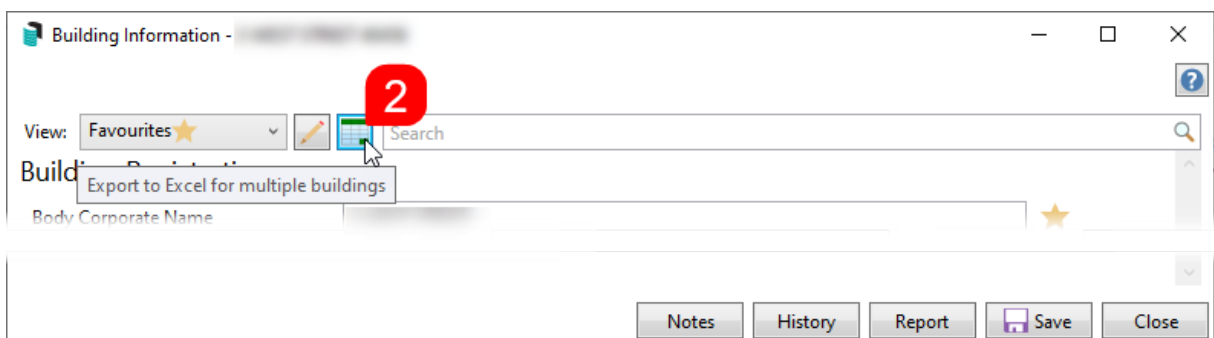 Building Information -
2
View: Favourites Search
Build
Export to Excel for multiple buildings
Body Corporate Name
Notes History Report Save Close